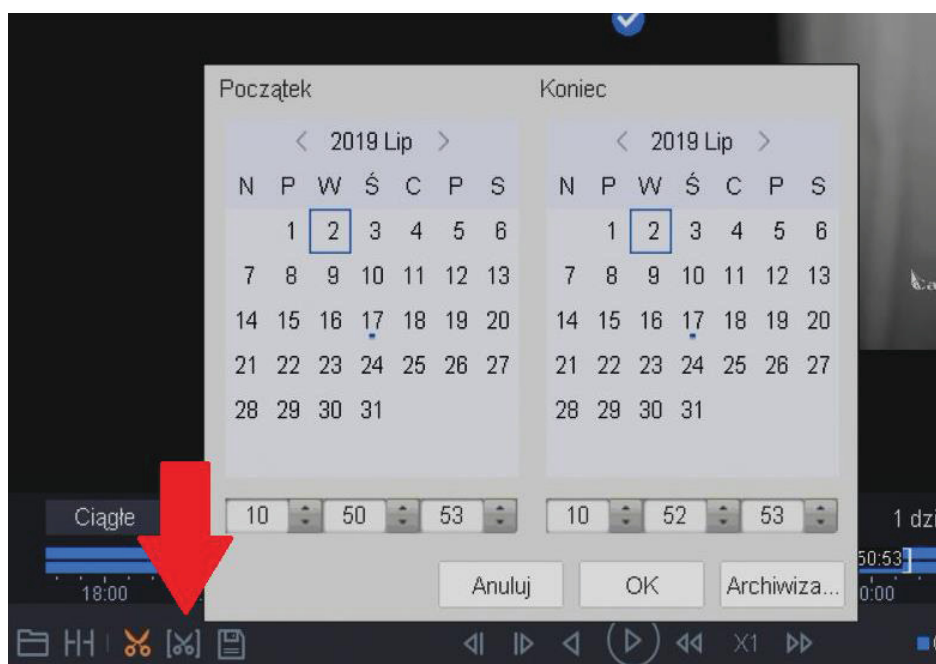 Początek
Koniec
2019 Lip
2019 Lip
N P W Ś C P S
N P W Ś C P S
1 2 3 4 5 6
1 2 3 4 5 6
7 8 9 10 11 12 13
7 8 9 10 11 12 13
14 15 16 17 18 19 20
14 15 16 17 18 19 20
21 22 23 24 25 26 27
21 22 23 24 25 26 27
28 29 30 31
28 29 30 31
Ciągłe
10 50 53
10 52 53
1 dzi
50:53
18:00
0:00
Anuluj OK Archiwiza...
X1